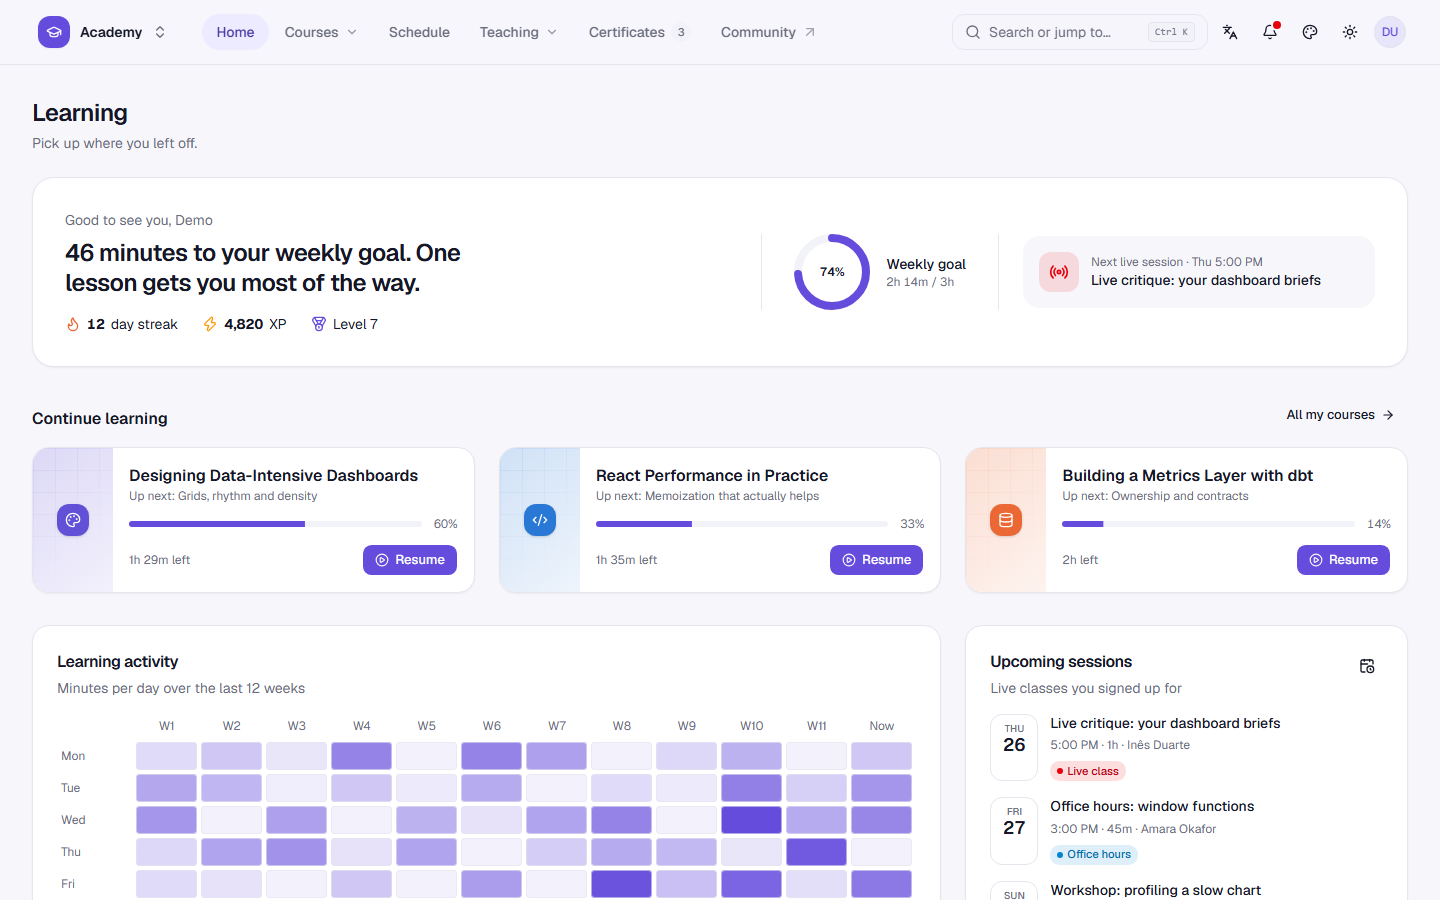 Academy
Home
Courses
Schedule
Teaching
Certificates 3
Community
Search or jump to...
Ctrl K
DU
Learning
Pick up where you left off.
Good to see you, Demo
46 minutes to your weekly goal. One
lesson gets you most of the way.
12 day streak
4,820 XP
Level 7
74%
Weekly goal
2h 14m / 3h
Next live session · Thu 5:00 PM
Live critique: your dashboard briefs
Continue learning
All my courses
Designing Data-Intensive Dashboards
Up next: Grids, rhythm and density
60%
1h 29m left
Resume
React Performance in Practice
Up next: Memoization that actually helps
33%
1h 35m left
Resume
Building a Metrics Layer with dbt
Up next: Ownership and contracts
14%
2h left
Resume
Learning activity
Minutes per day over the last 12 weeks
W1 W2 W3 W4 W5 W6 W7 W8 W9 W10 W11 Now
Mon
Tue
Wed
Thu
Fri
Upcoming sessions
Live classes you signed up for
THU
26
Live critique: your dashboard briefs
5:00 PM · 1h · Inês Duarte
Live class
FRI
27
Office hours: window functions
3:00 PM · 45m · Amara Okafor
Office hours
SUN
Workshop: profiling a slow chart